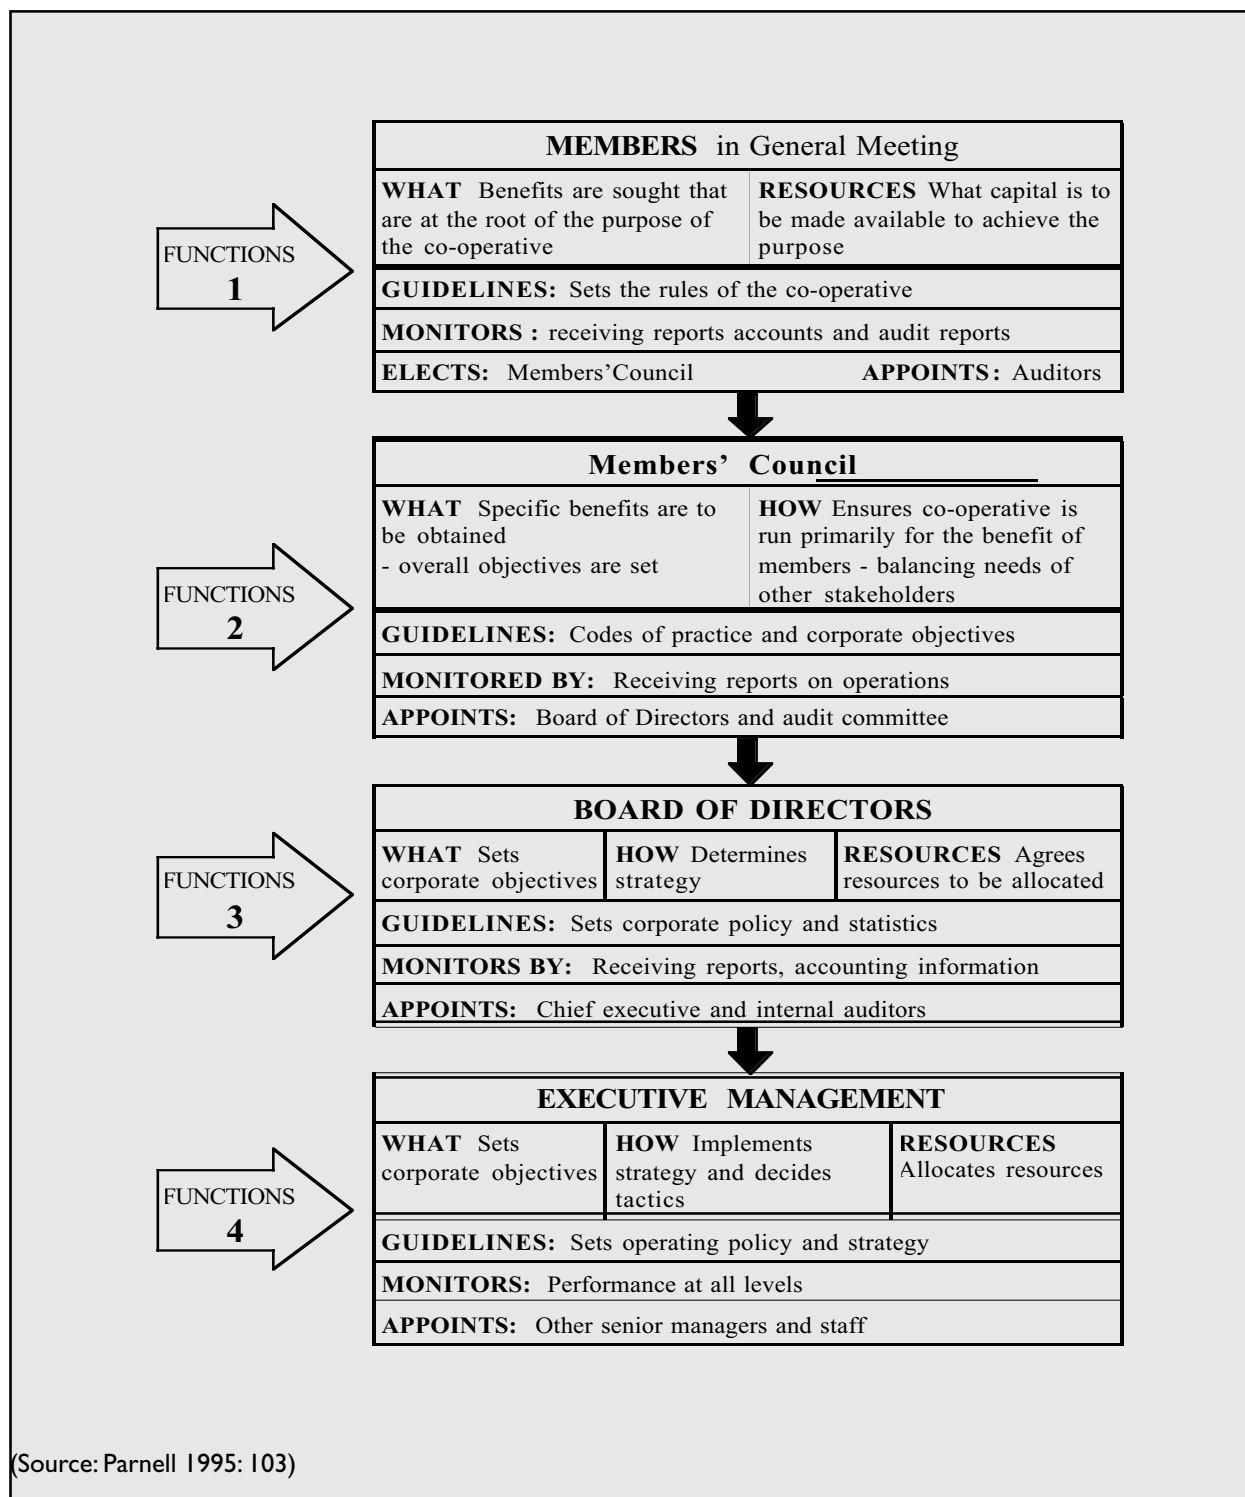 MEMBERS in General Meeting
WHAT Benefits are sought that
are at the root of the purpose of
the co-operative
RESOURCES What capital is to
be made available to achieve the
purpose
FUNCTIONS
1
GUIDELINES: Sets the rules of the co-operative
MONITORS : receiving reports accounts and audit reports
ELECTS: Members'Council APPOINTS: Auditors
Members' Council
WHAT Specific benefits are to
be obtained
- overall objectives are set
HOW Ensures co-operative is
run primarily for the benefit of
members - balancing needs of
other stakeholders
FUNCTIONS
2
GUIDELINES: Codes of practice and corporate objectives
MONITORED BY: Receiving reports on operations
APPOINTS: Board of Directors and audit committee
BOARD OF DIRECTORS
WHAT Sets
corporate objectives
HOW Determines
strategy
RESOURCES Agrees
resources to be allocated
FUNCTIONS
3
GUIDELINES: Sets corporate policy and statistics
MONITORS BY: Receiving reports, accounting information
APPOINTS: Chief executive and internal auditors
EXECUTIVE MANAGEMENT
WHAT Sets
corporate objectives
HOW Implements
strategy and decides
tactics
RESOURCES
Allocates resources
FUNCTIONS
4
GUIDELINES: Sets operating policy and strategy
MONITORS: Performance at all levels
APPOINTS: Other senior managers and staff
(Source: Parnell 1995: 103)